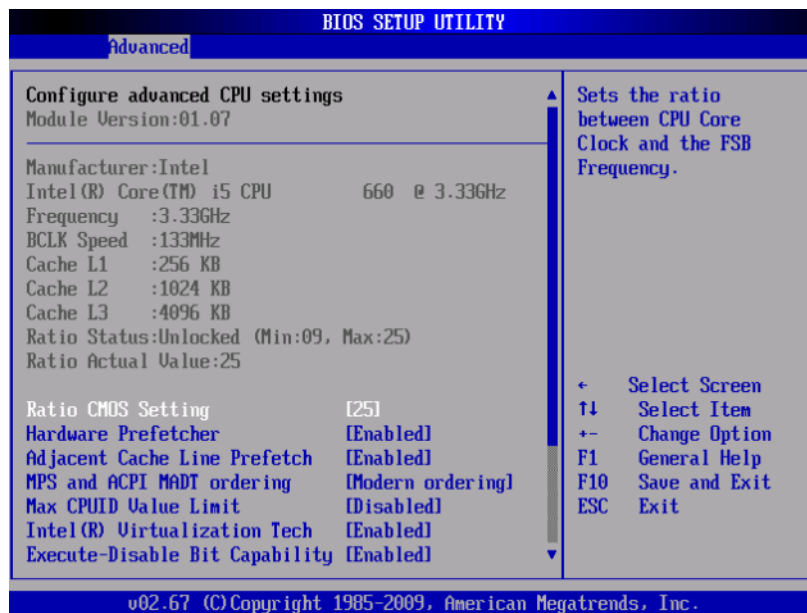 BIOS SETUP UTILITY
Advanced
Configure advanced CPU settings
Module Version:01.07
Manufacturer:Intel
Intel(R) Core(TM) i5 CPU 660 @ 3.33GHz
Frequency :3.33GHz
BCLK Speed :133MHz
Cache L1 :256 KB
Cache L2 :1024 KB
Cache L3 :4096 KB
Ratio Status:Unlocked (Min:09, Max:25)
Ratio Actual Value:25
Ratio CMOS Setting [25]
Hardware Prefetcher [Enabled]
Adjacent Cache Line Prefetch [Enabled]
MPS and ACPI MADT ordering [Modern ordering]
Max CPUID Value Limit [Disabled]
Intel(R) Virtualization Tech [Enabled]
Execute-Disable Bit Capability [Enabled]
Sets the ratio
between CPU Core
Clock and the FSB
Frequency.
← Select Screen
↑↓ Select Item
+- Change Option
F1 General Help
F10 Save and Exit
ESC Exit
v02.67 (C)Copyright 1985-2009, American Megatrends, Inc.